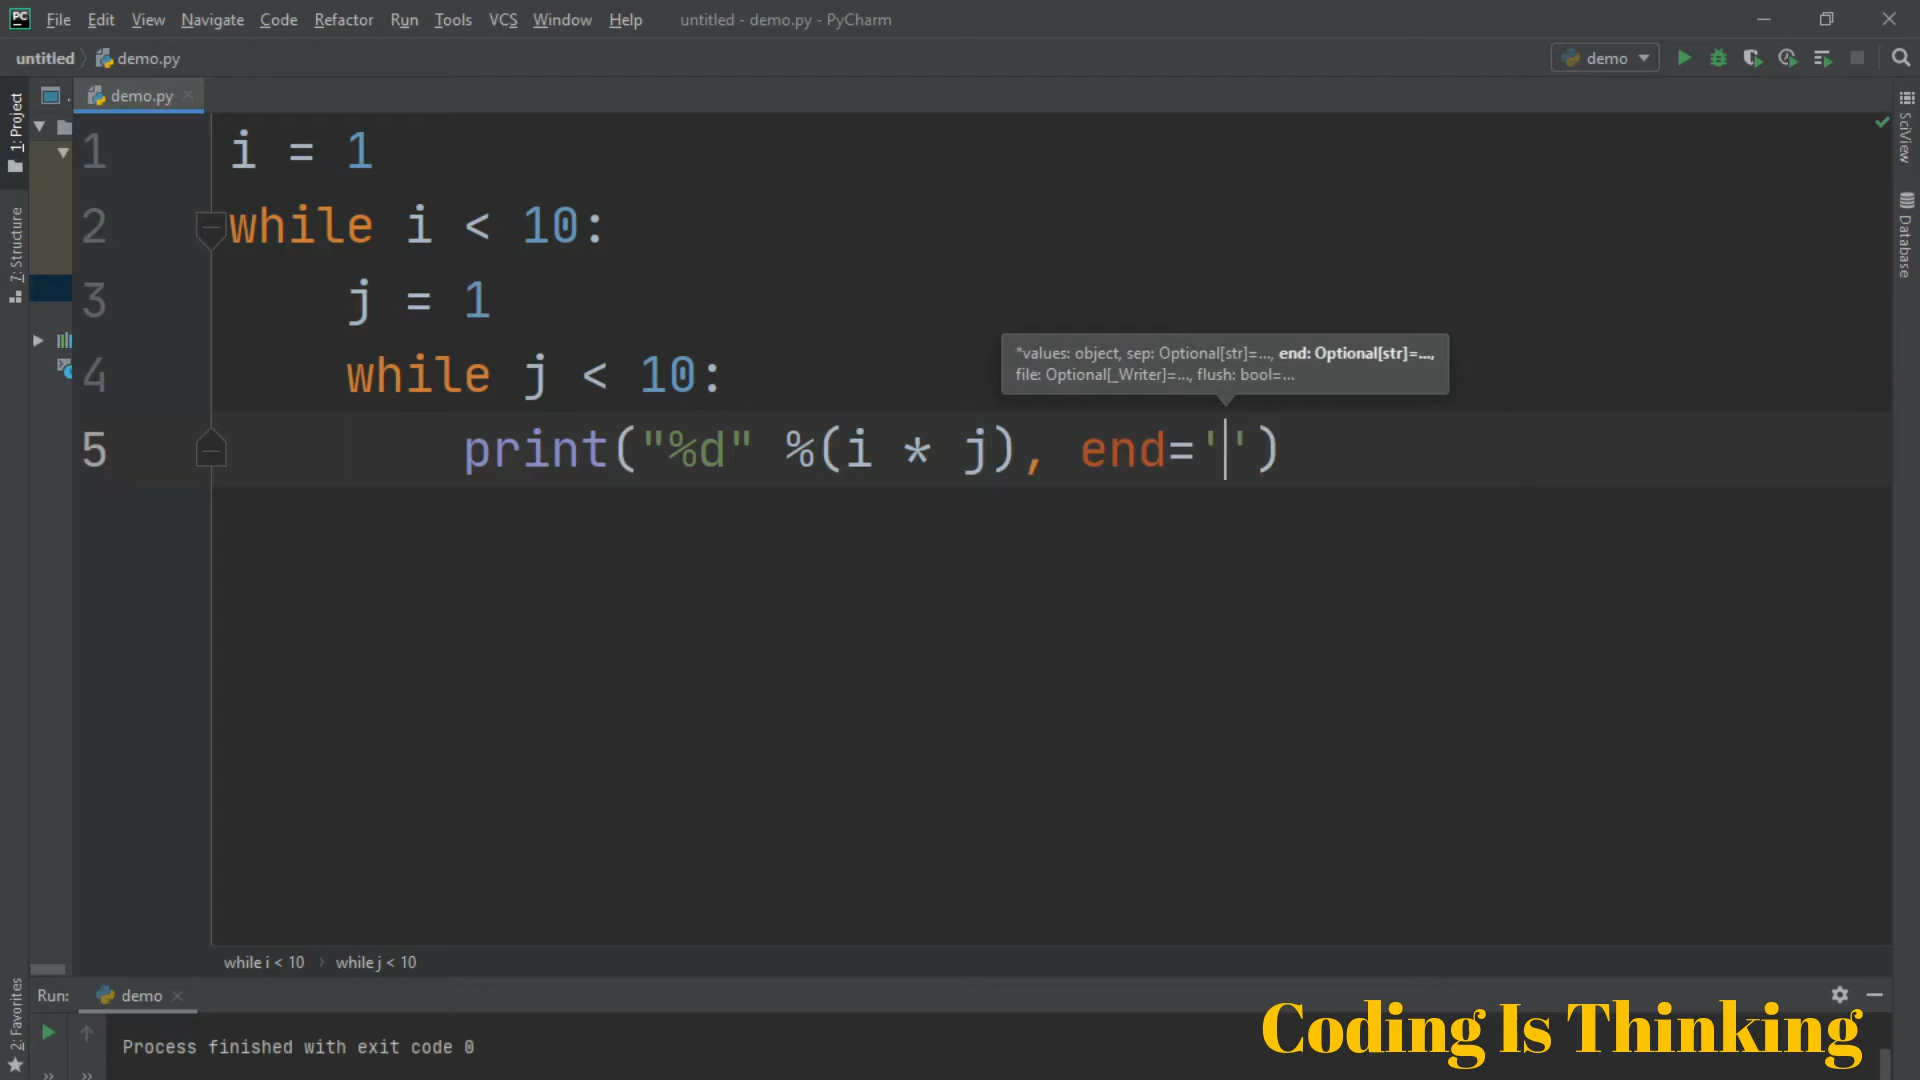 PC File Edit View Navigate Code Refactor Run Tools VCS Window Help untitled - demo.py - PyCharm
untitled demo.py demo
1: Project
7: Structure
2: Favorites
demo.py
SciView
Database
1 i = 1
2 while i < 10:
3 j = 1
4 while j < 10:
*values: object, sep: Optional[str]=..., end: Optional[str]=...,
file: Optional[_Writer]=..., flush: bool=...
5 print("%d" %(i * j), end='')
while i < 10 › while j < 10
Run: demo
Process finished with exit code 0
Coding Is Thinking